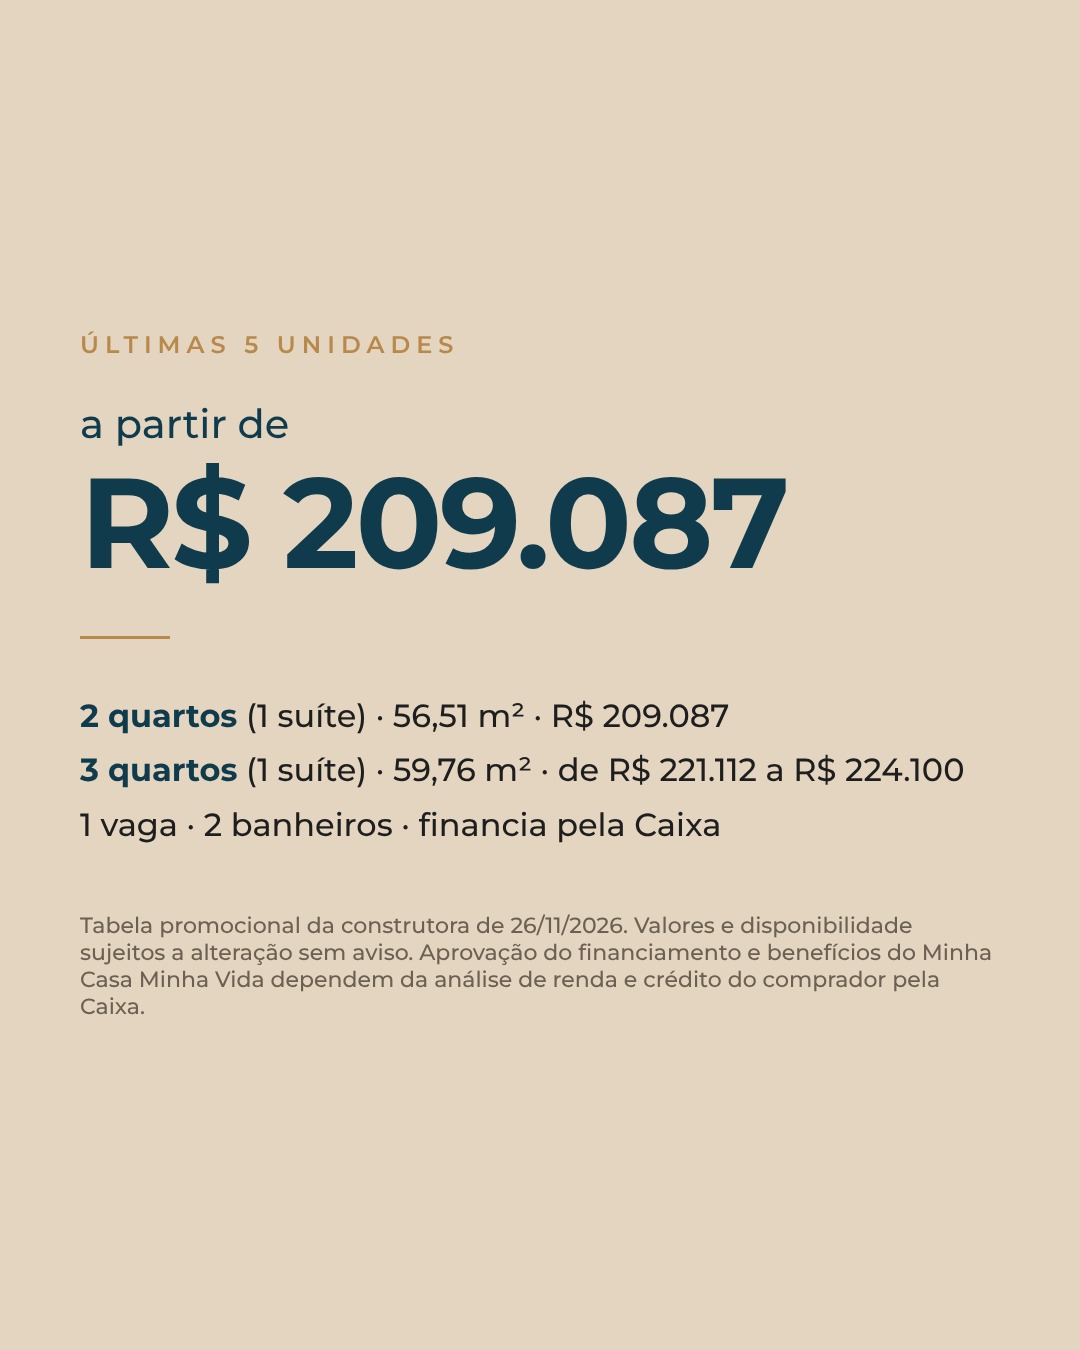 ÚLTIMAS 5 UNIDADES
a partir de
R$ 209.087
2 quartos (1 suíte) · 56,51 m² · R$ 209.087
3 quartos (1 suíte) · 59,76 m² · de R$ 221.112 a R$ 224.100
1 vaga · 2 banheiros · financia pela Caixa
Tabela promocional da construtora de 26/11/2026. Valores e disponibilidade
sujeitos a alteração sem aviso. Aprovação do financiamento e benefícios do Minha
Casa Minha Vida dependem da análise de renda e crédito do comprador pela
Caixa.